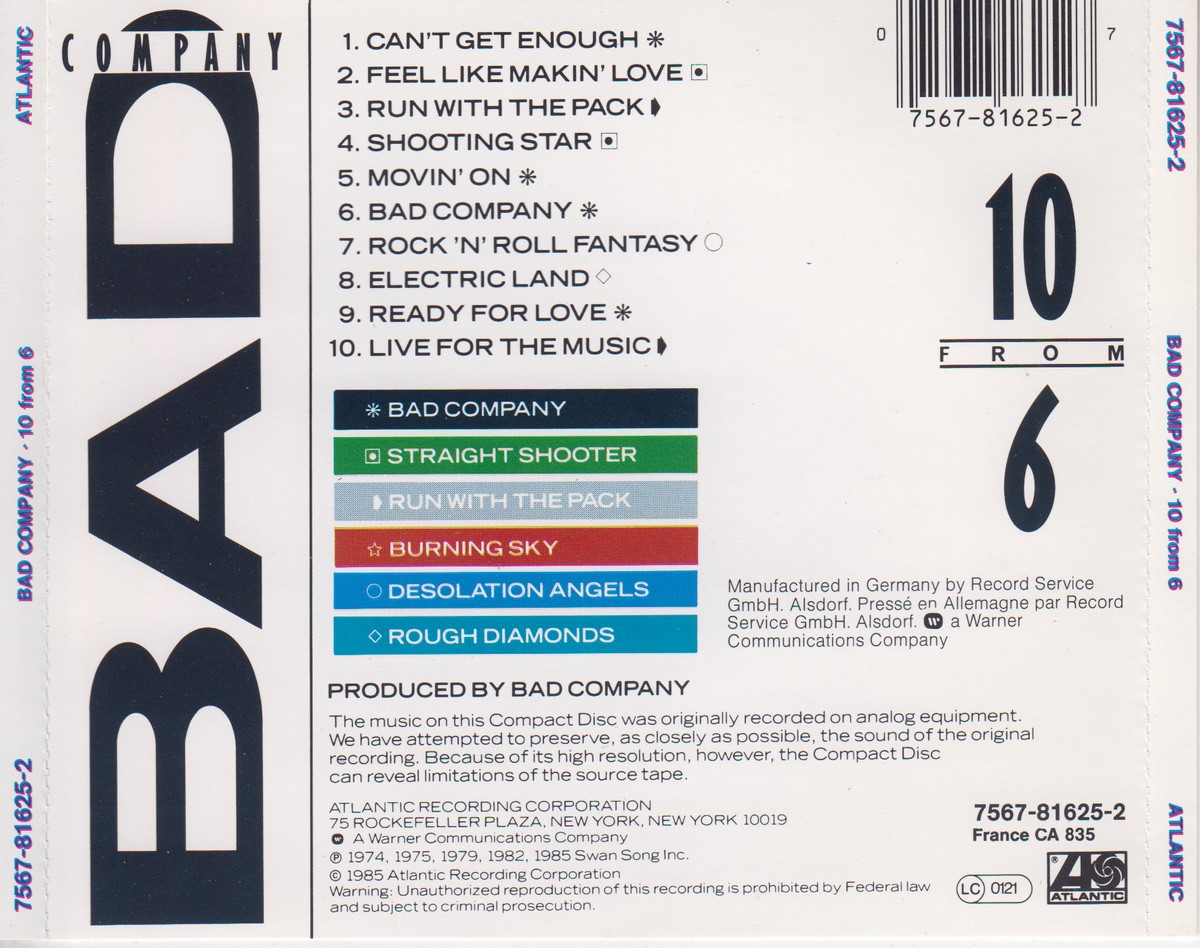 ATLANTIC
BAD COMPANY · 10 from 6
7567-81625-2
COMPANY
BAD
1. CAN'T GET ENOUGH ✳
2. FEEL LIKE MAKIN' LOVE ▣
3. RUN WITH THE PACK ◗
4. SHOOTING STAR ▣
5. MOVIN' ON ✳
6. BAD COMPANY ✳
7. ROCK 'N' ROLL FANTASY ○
8. ELECTRIC LAND ◇
9. READY FOR LOVE ✳
10. LIVE FOR THE MUSIC ◗
✳ BAD COMPANY
▣ STRAIGHT SHOOTER
◗ RUN WITH THE PACK
☆ BURNING SKY
○ DESOLATION ANGELS
◇ ROUGH DIAMONDS
0 7
7567-81625-2
10
FROM
6
Manufactured in Germany by Record Service
GmbH. Alsdorf. Pressé en Allemagne par Record
Service GmbH. Alsdorf. a Warner
Communications Company
PRODUCED BY BAD COMPANY
The music on this Compact Disc was originally recorded on analog equipment.
We have attempted to preserve, as closely as possible, the sound of the original
recording. Because of its high resolution, however, the Compact Disc
can reveal limitations of the source tape.
ATLANTIC RECORDING CORPORATION
75 ROCKEFELLER PLAZA, NEW YORK, NEW YORK 10019
A Warner Communications Company
℗ 1974, 1975, 1979, 1982, 1985 Swan Song Inc.
© 1985 Atlantic Recording Corporation
Warning: Unauthorized reproduction of this recording is prohibited by Federal law
and subject to criminal prosecution.
7567-81625-2
France CA 835
LC 0121
® ATLANTIC
7567-81625-2
BAD COMPANY · 10 from 6
ATLANTIC